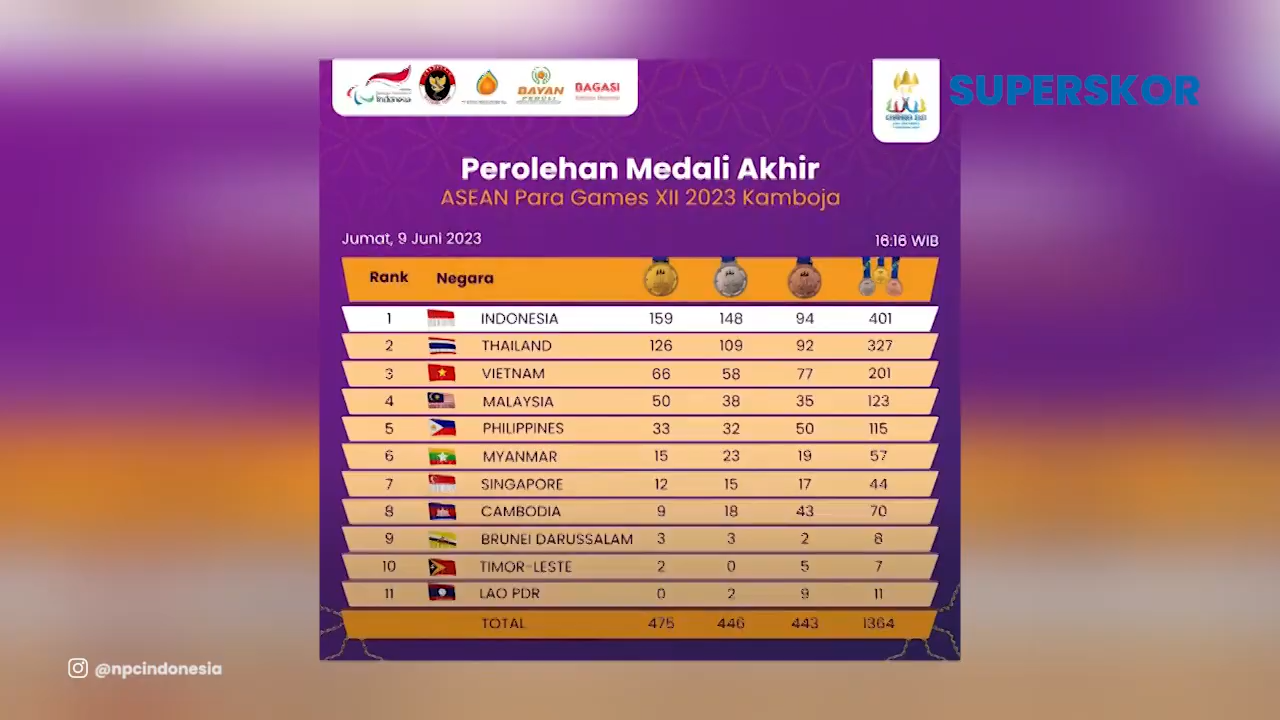 Indonesia
BAYAN
BAGASI
CAMBODIA 2023
SUPERSKOR
Perolehan Medali Akhir
ASEAN Para Games XII 2023 Kamboja
Jumat, 9 Juni 2023 16:16 WIB
Rank Negara
1 INDONESIA 159 148 94 401
2 THAILAND 126 109 92 327
3 VIETNAM 66 58 77 201
4 MALAYSIA 50 38 35 123
5 PHILIPPINES 33 32 50 115
6 MYANMAR 15 23 19 57
7 SINGAPORE 12 15 17 44
8 CAMBODIA 9 18 43 70
9 BRUNEI DARUSSALAM 3 3 2 8
10 TIMOR-LESTE 2 0 5 7
11 LAO PDR 0 2 9 11
TOTAL 475 446 443 1364
@npcindonesia